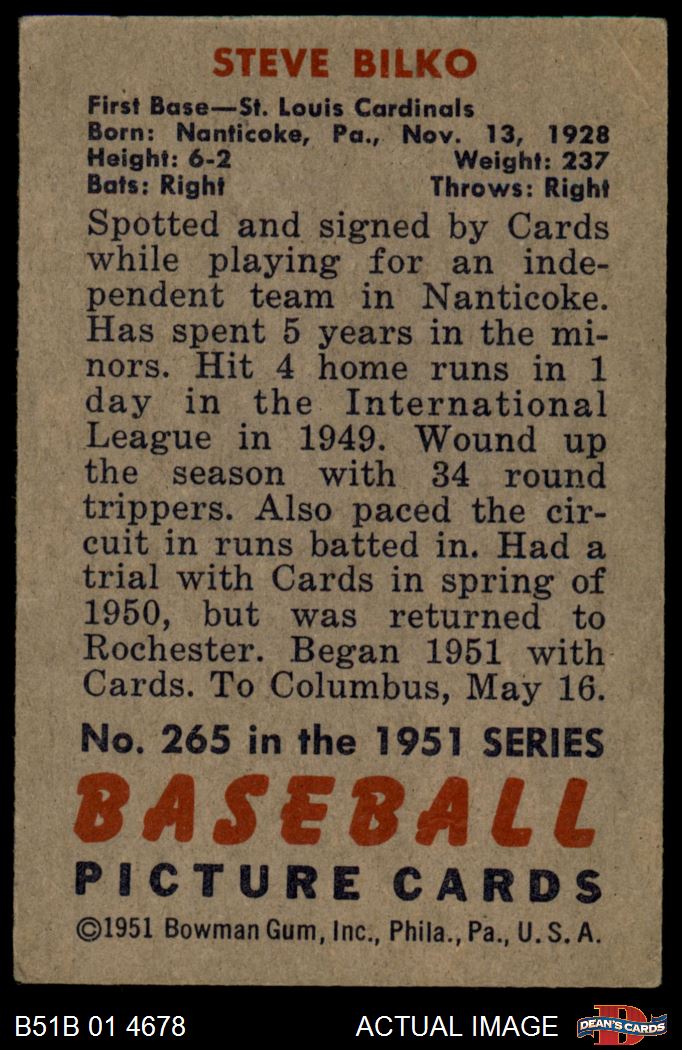 STEVE BILKO
First Base—St. Louis Cardinals
Born: Nanticoke, Pa., Nov. 13, 1928
Height: 6-2 Weight: 237
Bats: Right Throws: Right
Spotted and signed by Cards
while playing for an inde-
pendent team in Nanticoke.
Has spent 5 years in the mi-
nors. Hit 4 home runs in 1
day in the International
League in 1949. Wound up
the season with 34 round
trippers. Also paced the cir-
cuit in runs batted in. Had a
trial with Cards in spring of
1950, but was returned to
Rochester. Began 1951 with
Cards. To Columbus, May 16.
No. 265 in the 1951 SERIES
BASEBALL
PICTURE CARDS
©1951 Bowman Gum, Inc., Phila., Pa., U.S.A.
B51B 01 4678 ACTUAL IMAGE
D
DEAN'S CARDS